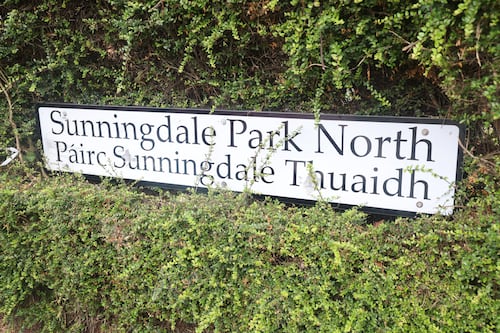 Sunningdale Park North
Páirc Sunningdale Thuaidh